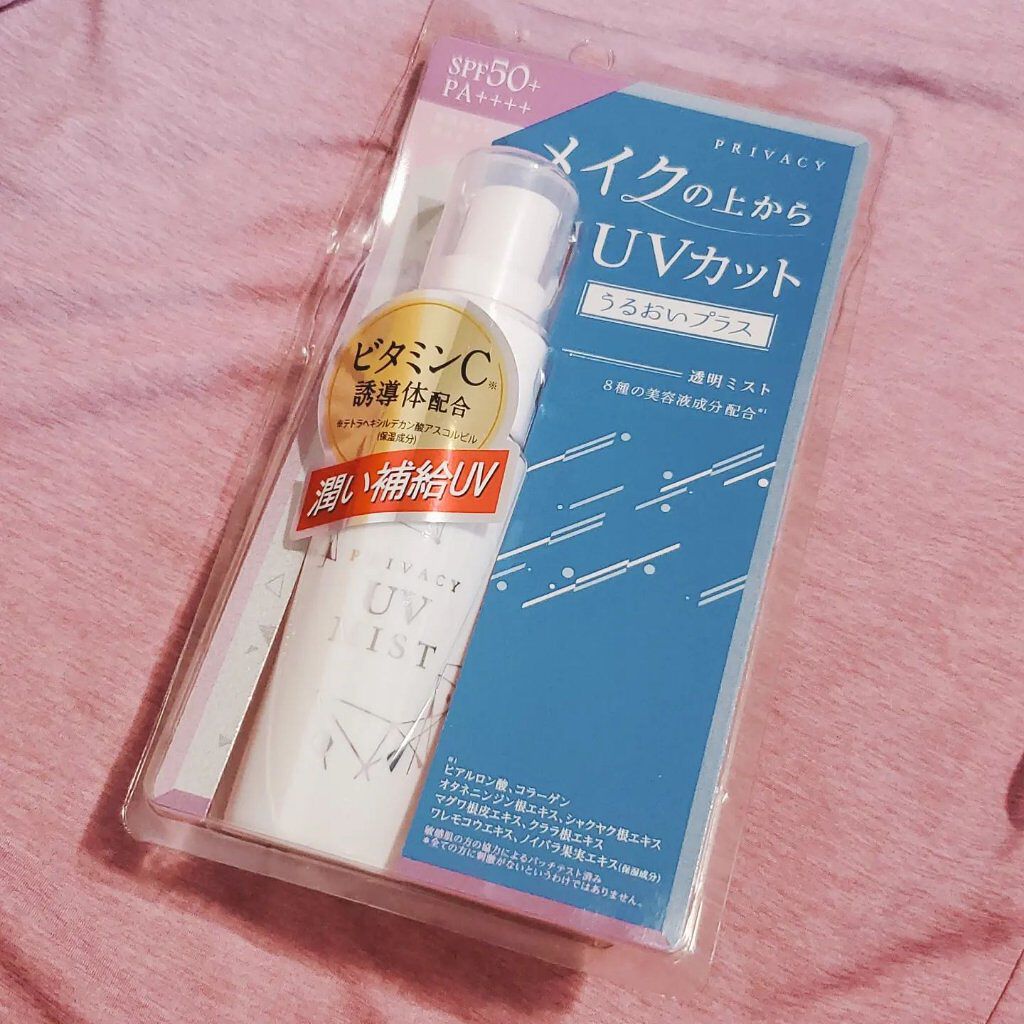 SPF50+
PA++++
PRIVACY
メイクの上から
UVカット
うるおいプラス
透明ミスト
8種の美容液成分配合※1
ビタミンC※
誘導体配合
※テトラヘキシルデカン酸アスコルビル
(保湿成分)
潤い補給UV
PRIVACY
UV
MIST
※1
ヒアルロン酸、コラーゲン
オタネニンジン根エキス、シャクヤク根エキス
マグワ根皮エキス、クララ根エキス
ワレモコウエキス、ノイバラ果実エキス(保湿成分)
敏感肌の方の協力によるパッチテスト済み
※全ての方に刺激がないというわけではありません。